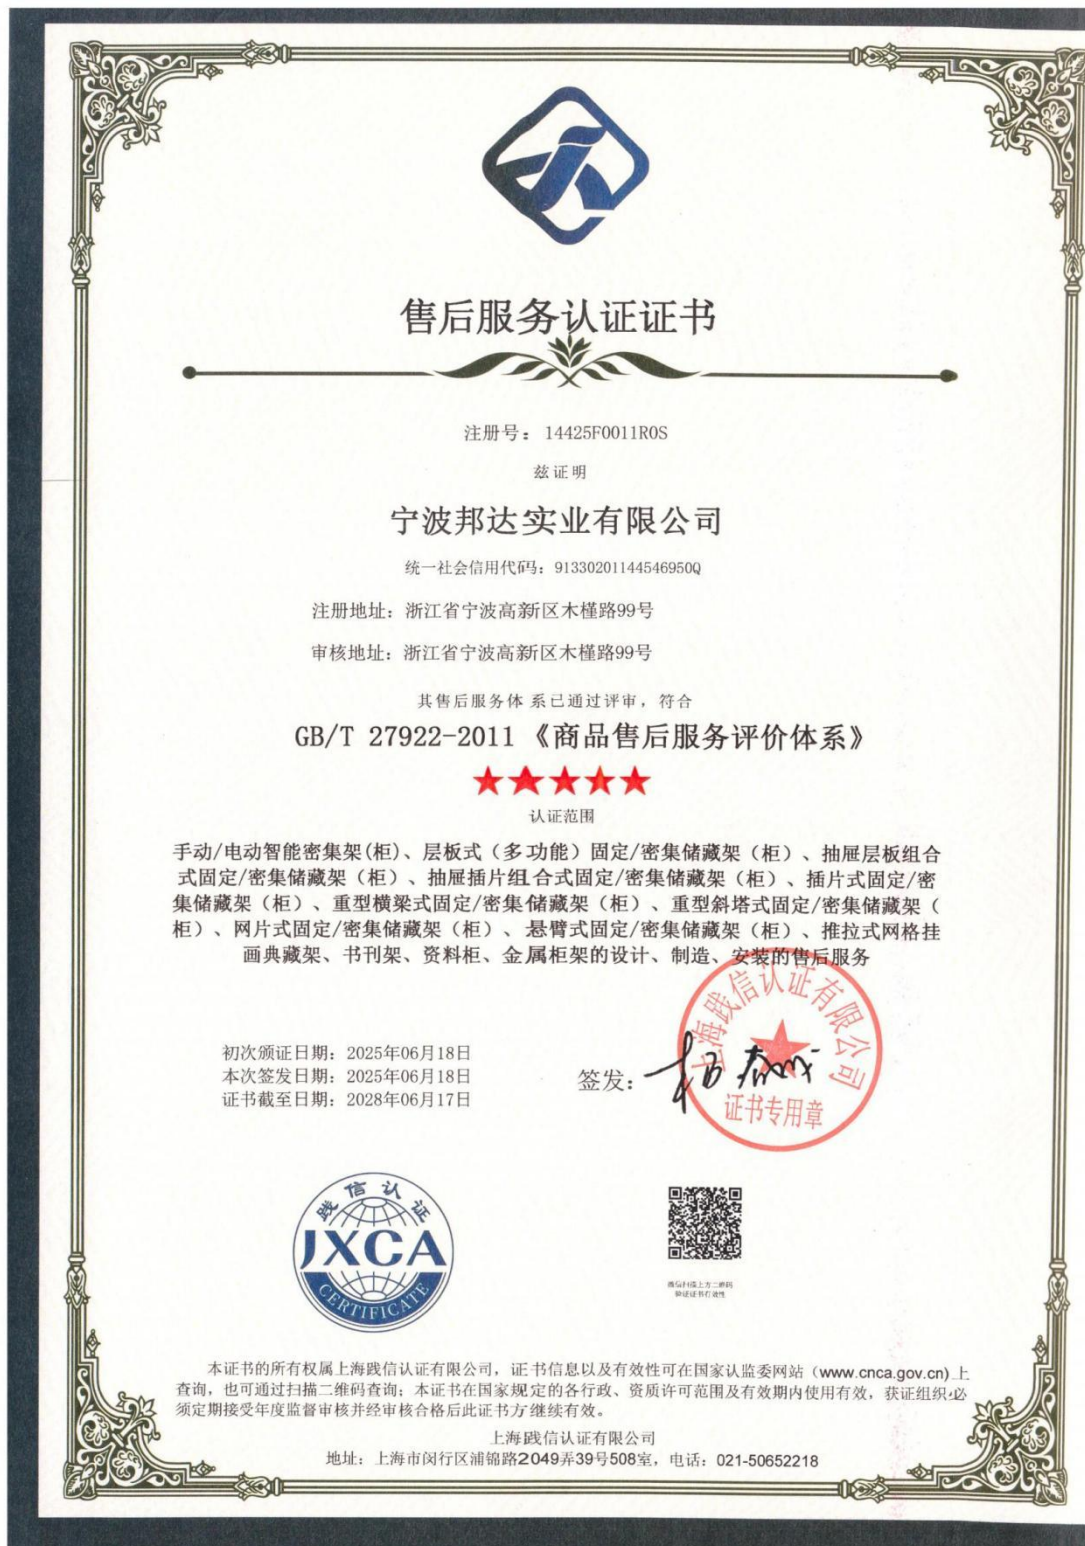 售后服务认证证书
注册号：14425F0011R0S
兹证明
宁波邦达实业有限公司
统一社会信用代码：91330201144546950Q
注册地址：浙江省宁波高新区木槿路99号
审核地址：浙江省宁波高新区木槿路99号
其售后服务体 系已通过评审，符合
GB/T 27922-2011《商品售后服务评价体系》
认证范围
手动/电动智能密集架(柜)、层板式（多功能）固定/密集储藏架（柜）、抽屉层板组合
式固定/密集储藏架（柜）、抽屉插片组合式固定/密集储藏架（柜）、插片式固定/密
集储藏架（柜）、重型横梁式固定/密集储藏架（柜）、重型斜塔式固定/密集储藏架（
柜）、网片式固定/密集储藏架（柜）、悬臂式固定/密集储藏架（柜）、推拉式网格挂
画典藏架、书刊架、资料柜、金属柜架的设计、制造、安装的售后服务
上海践信认证有限公司
证书专用章
初次颁证日期：2025年06月18日
本次签发日期：2025年06月18日
证书截至日期：2028年06月17日
签发：
践信认证
JXCA
CERTIFICATE
微信扫描上方二维码
验证证书有效性
本证书的所有权属上海践信认证有限公司，证书信息以及有效性可在国家认监委网站（www.cnca.gov.cn)上
查询，也可通过扫描二维码查询；本证书在国家规定的各行政、资质许可范围及有效期内使用有效，获证组织必
须定期接受年度监督审核并经审核合格后此证书方继续有效。
上海践信认证有限公司
地址：上海市闵行区浦锦路2049弄39号508室，电话：021-50652218